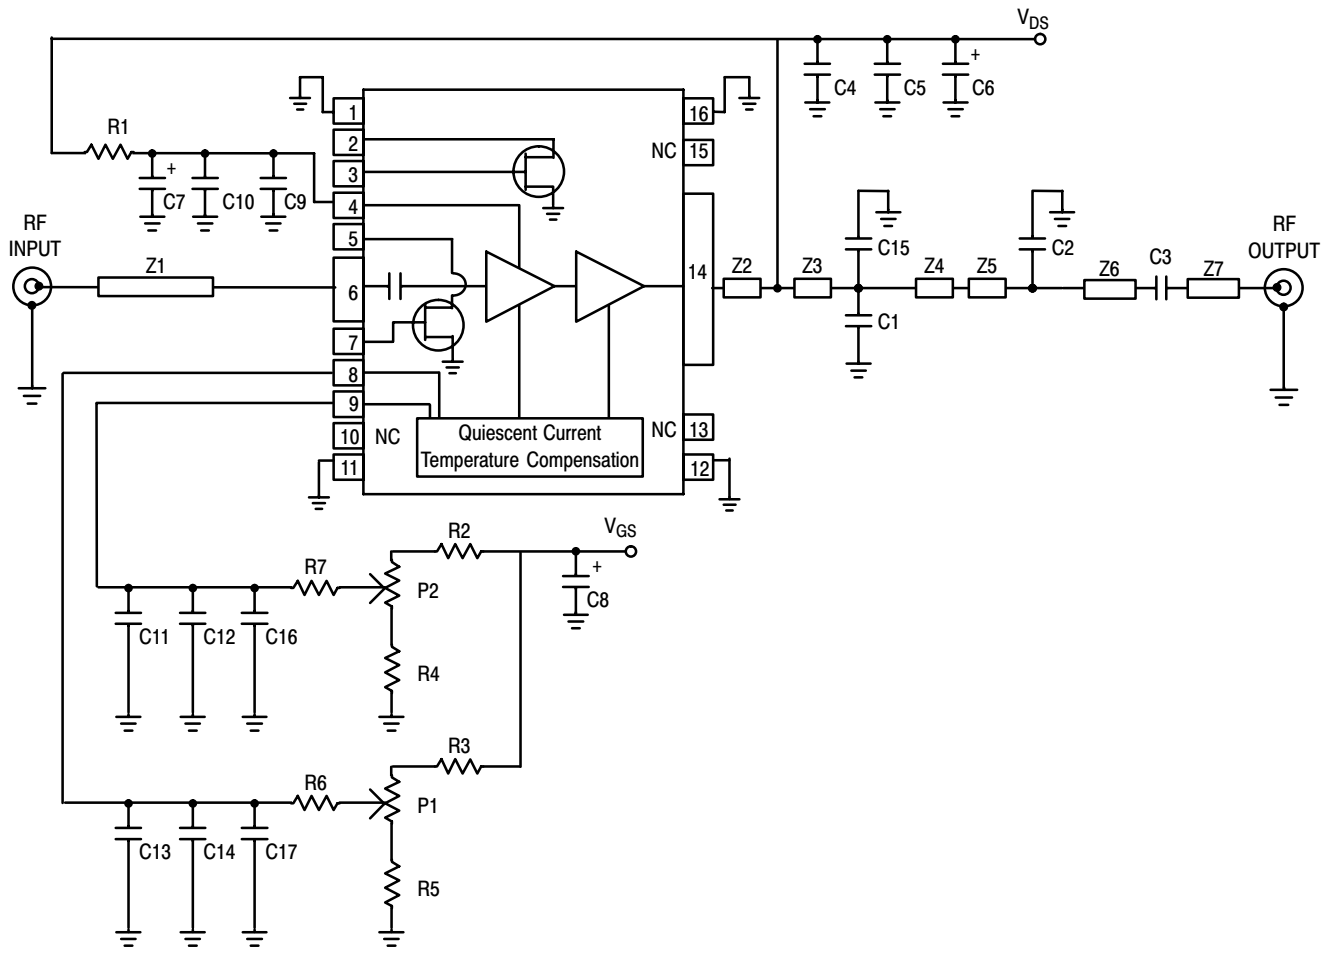 V_DS
+
C4
C5
C6
R1
+
C7
C10
C9
1
2
3
4
5
6
7
8
9
10
11
NC
16
NC
15
14
NC
13
12
Quiescent Current
Temperature Compensation
RF
INPUT
Z1
Z2
Z3
C15
C1
Z4
Z5
C2
Z6
C3
Z7
RF
OUTPUT
V_GS
R2
+
C8
R7
P2
C11
C12
C16
R4
R3
R6
P1
C13
C14
C17
R5